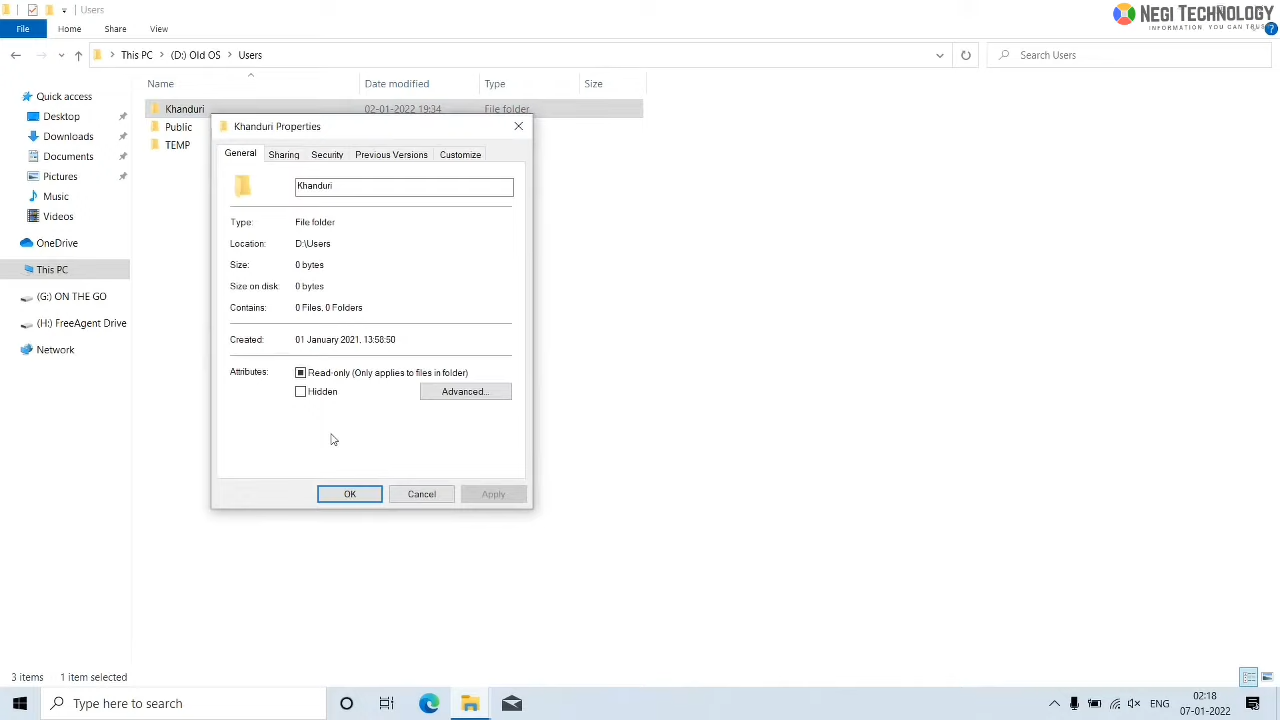 Users
NEGI TECHNOLOGY
INFORMATION YOU CAN TRUST
File Home Share View
This PC (D:) Old OS Users
Search Users
Name Date modified Type Size
Quick access
Desktop
Downloads
Documents
Pictures
Music
Videos
OneDrive
This PC
(G:) ON THE GO
(H:) FreeAgent Drive
Network
Khanduri 02-01-2022 19:34 File folder
Public
TEMP
Khanduri Properties
General Sharing Security Previous Versions Customize
Khanduri
Type: File folder
Location: D:\Users
Size: 0 bytes
Size on disk: 0 bytes
Contains: 0 Files, 0 Folders
Created: 01 January 2021, 13:58:50
Attributes: Read-only (Only applies to files in folder)
Hidden Advanced...
OK Cancel Apply
3 items 1 item selected
Type here to search
ENG
02:18
07-01-2022